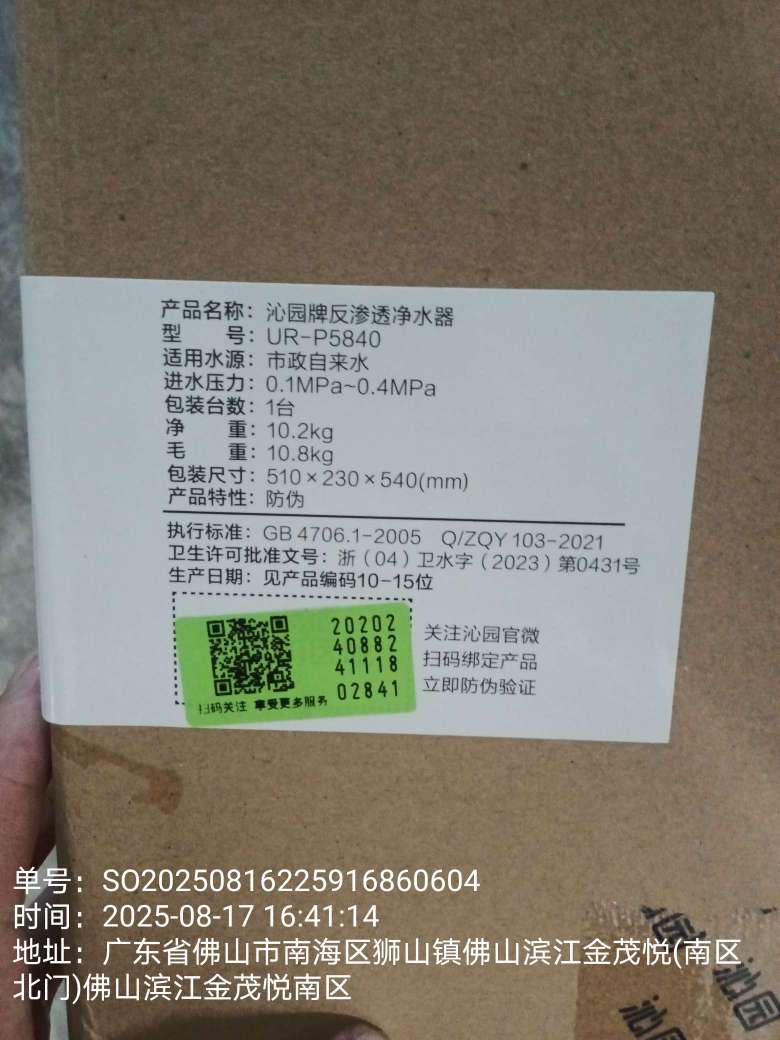 产品名称：沁园牌反渗透净水器
型　　号：UR-P5840
适用水源：市政自来水
进水压力：0.1MPa~0.4MPa
包装台数：1台
净　　重：10.2kg
毛　　重：10.8kg
包装尺寸：510×230×540(mm)
产品特性：防伪
执行标准：GB 4706.1-2005　Q/ZQY 103-2021
卫生许可批准文号：浙（04）卫水字（2023）第0431号
生产日期：见产品编码10-15位
20202
40882
41118
02841
扫码关注 享受更多服务
关注沁园官微
扫码绑定产品
立即防伪验证
单号：SO20250816225916860604
时间：2025-08-17 16:41:14
地址：广东省佛山市南海区狮山镇佛山滨江金茂悦(南区
北门)佛山滨江金茂悦南区
沁园
沁园